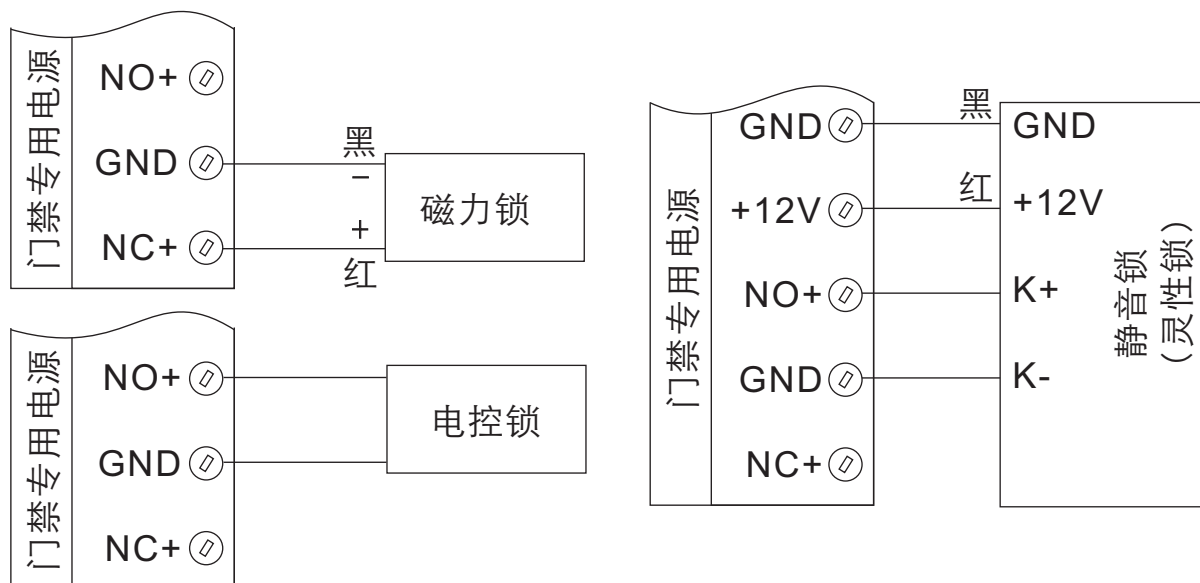 门禁专用电源
NO+
GND
NC+
黑
−
+
红
磁力锁
门禁专用电源
NO+
GND
NC+
电控锁
门禁专用电源
GND
+12V
NO+
GND
NC+
黑
红
GND
+12V
K+
K-
静音锁
(灵性锁)